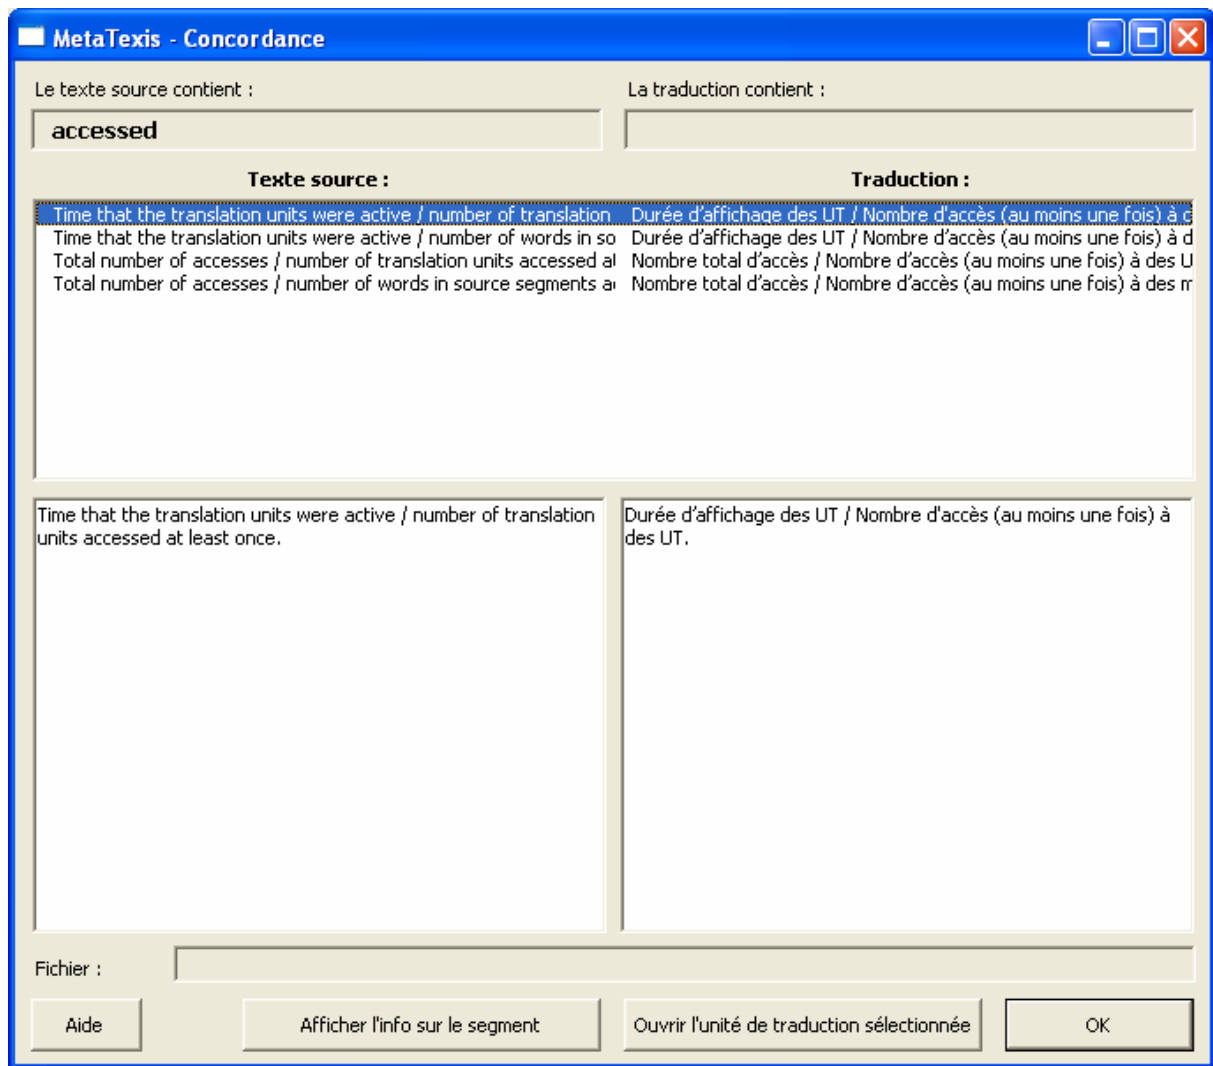 MetaTexis - Concordance
Le texte source contient :
La traduction contient :
accessed
Texte source :
Traduction :
Time that the translation units were active / number of translation
Durée d’affichage des UT / Nombre d'accès (au moins une fois) à d
Time that the translation units were active / number of words in so
Durée d’affichage des UT / Nombre d’accès (au moins une fois) à d
Total number of accesses / number of translation units accessed at
Nombre total d’accès / Nombre d’accès (au moins une fois) à des U
Total number of accesses / number of words in source segments a
Nombre total d’accès / Nombre d’accès (au moins une fois) à des m
Time that the translation units were active / number of translation
units accessed at least once.
Durée d’affichage des UT / Nombre d'accès (au moins une fois) à
des UT.
Fichier :
Aide
Afficher l'info sur le segment
Ouvrir l'unité de traduction sélectionnée
OK